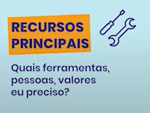 RECURSOS
PRINCIPAIS
Quais ferramentas,
pessoas, valores
eu preciso?